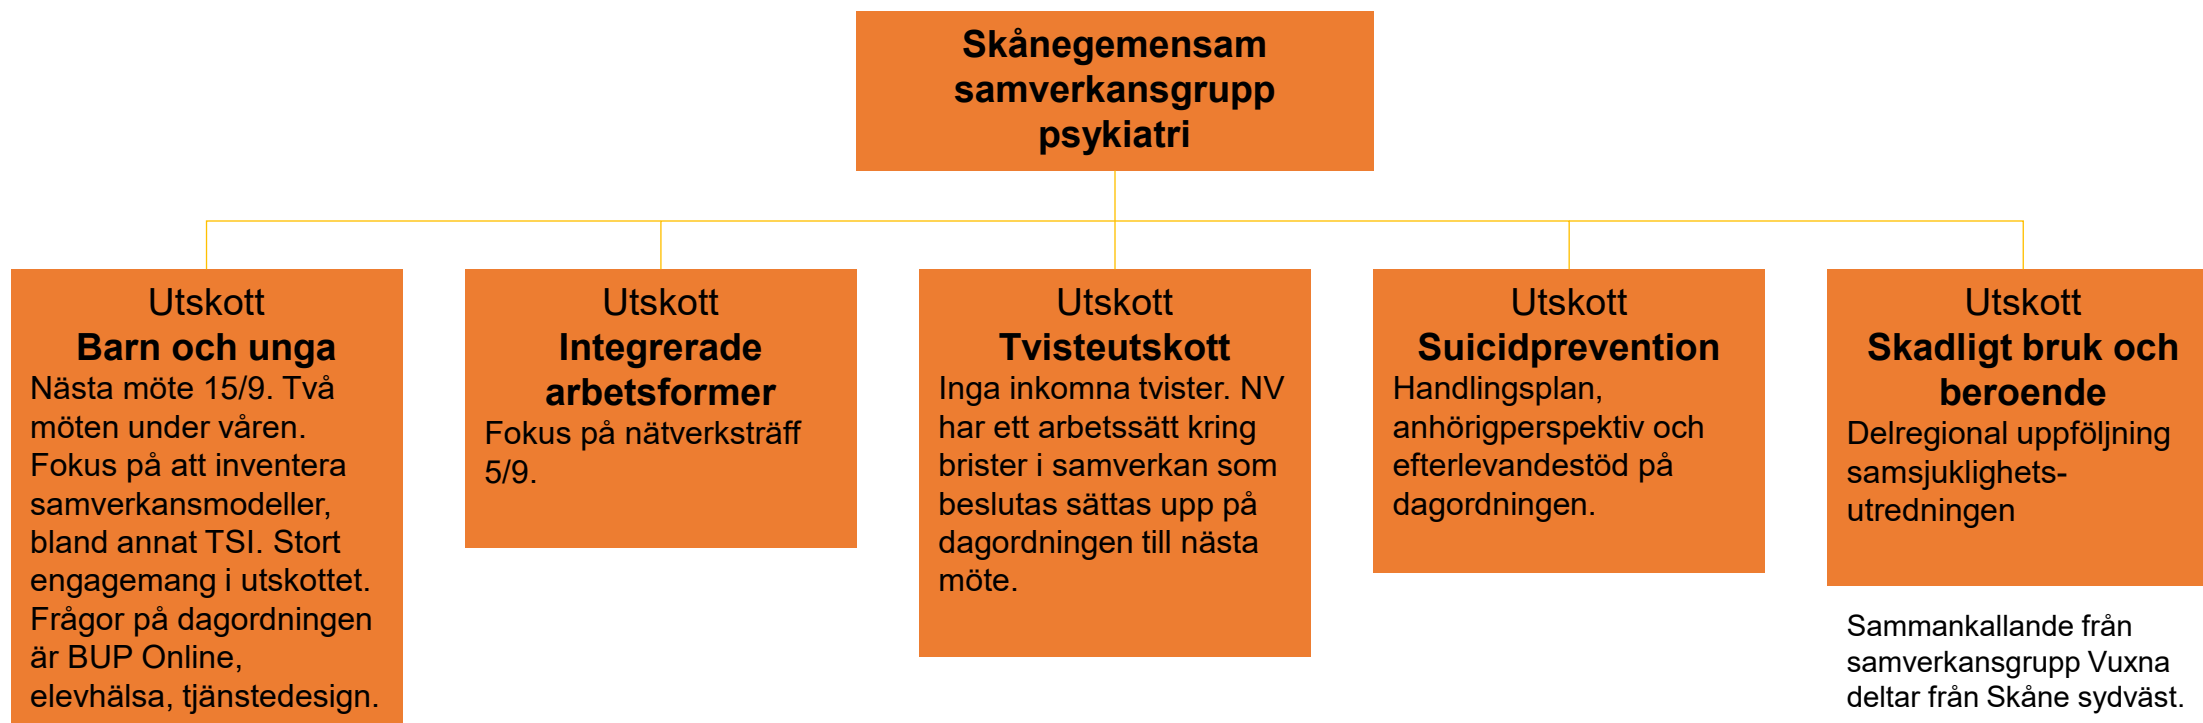 Skånegemensam
samverkansgrupp
psykiatri
Utskott
Barn och unga
Nästa möte 15/9. Två
möten under våren.
Fokus på att inventera
samverkansmodeller,
bland annat TSI. Stort
engagemang i utskottet.
Frågor på dagordningen
är BUP Online,
elevhälsa, tjänstedesign.
Utskott
Integrerade
arbetsformer
Fokus på nätverksträff
5/9.
Utskott
Tvisteutskott
Inga inkomna tvister. NV
har ett arbetssätt kring
brister i samverkan som
beslutas sättas upp på
dagordningen till nästa
möte.
Utskott
Suicidprevention
Handlingsplan,
anhörigperspektiv och
efterlevandestöd på
dagordningen.
Utskott
Skadligt bruk och
beroende
Delregional uppföljning
samsjuklighets-
utredningen
Sammankallande från
samverkansgrupp Vuxna
deltar från Skåne sydväst.